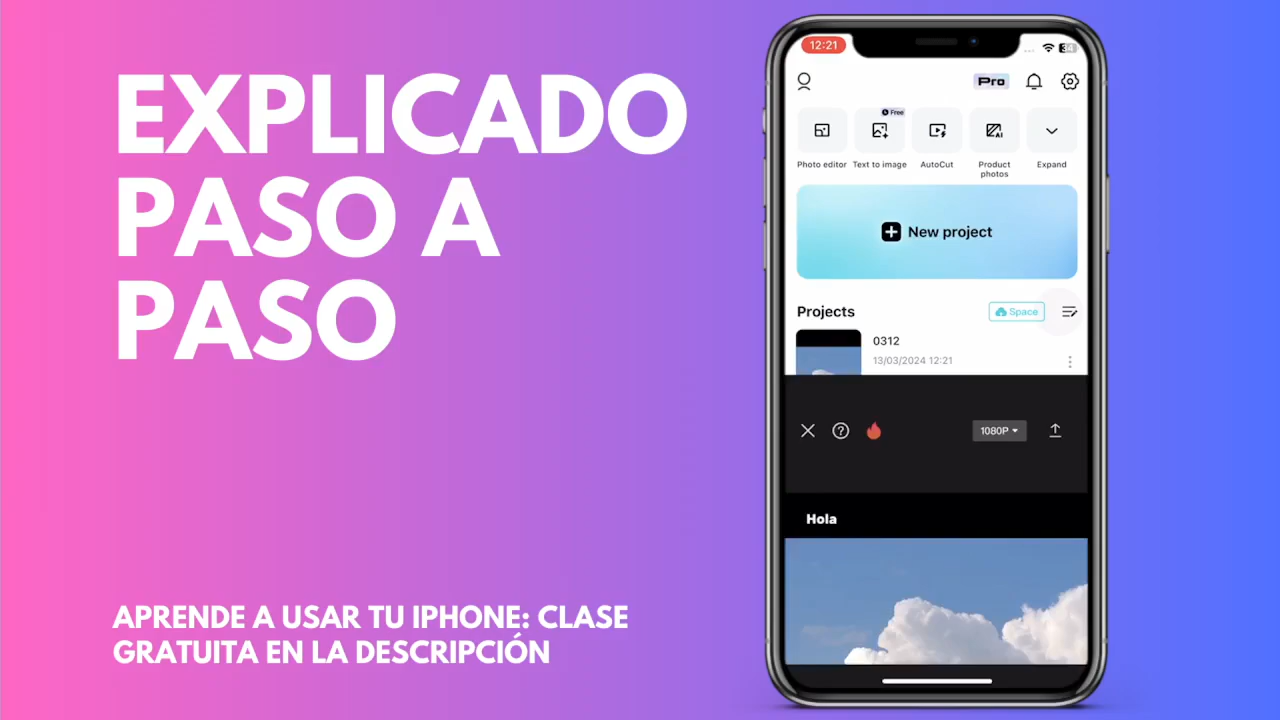 EXPLICADO
PASO A
PASO
APRENDE A USAR TU IPHONE: CLASE
GRATUITA EN LA DESCRIPCIÓN
12:21
34
Pro
Free
Photo editor
Text to image
AutoCut
Product
photos
Expand
New project
Projects
Space
0312
13/03/2024 12:21
1080P
Hola